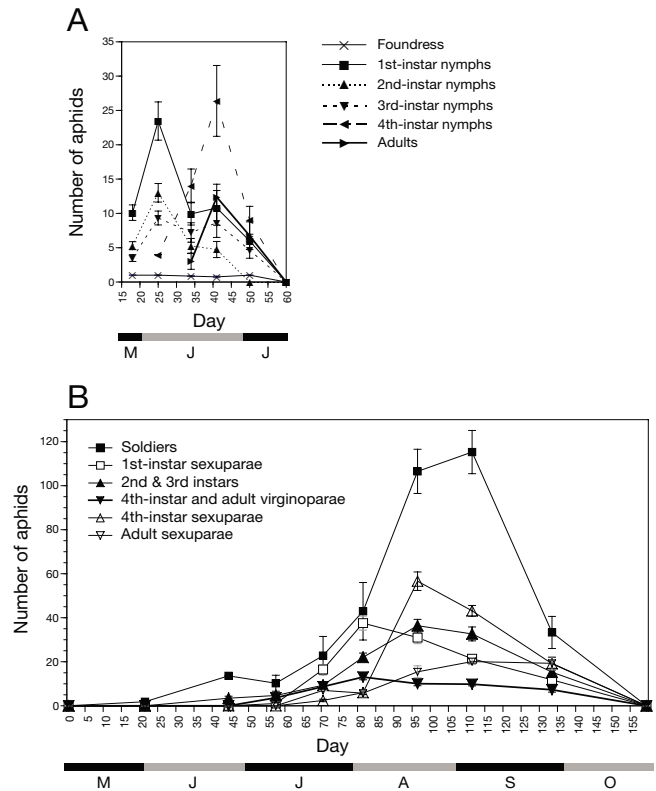 A
Number of aphids
35
30
25
20
15
10
5
0
15 20 25 30 35 40 45 50 55 60
Day
M J J
Foundress
1st-instar nymphs
2nd-instar nymphs
3rd-instar nymphs
4th-instar nymphs
Adults
B
Number of aphids
120
100
80
60
40
20
0
Soldiers
1st-instar sexuparae
2nd & 3rd instars
4th-instar and adult virginoparae
4th-instar sexuparae
Adult sexuparae
0 5 10 15 20 25 30 35 40 45 50 55 60 65 70 75 80 85 90 95 100 105 110 115 120 125 130 135 140 145 150 155
Day
M J J A S O